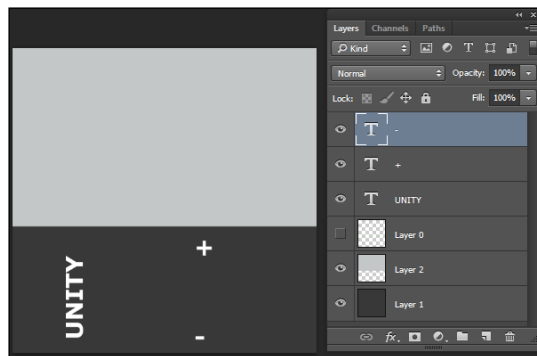 Layers Channels Paths
Kind T
Normal Opacity: 100%
Lock: Fill: 100%
T -
T +
T UNITY
Layer 0
Layer 2
Layer 1
fx.
+
UNITY
-